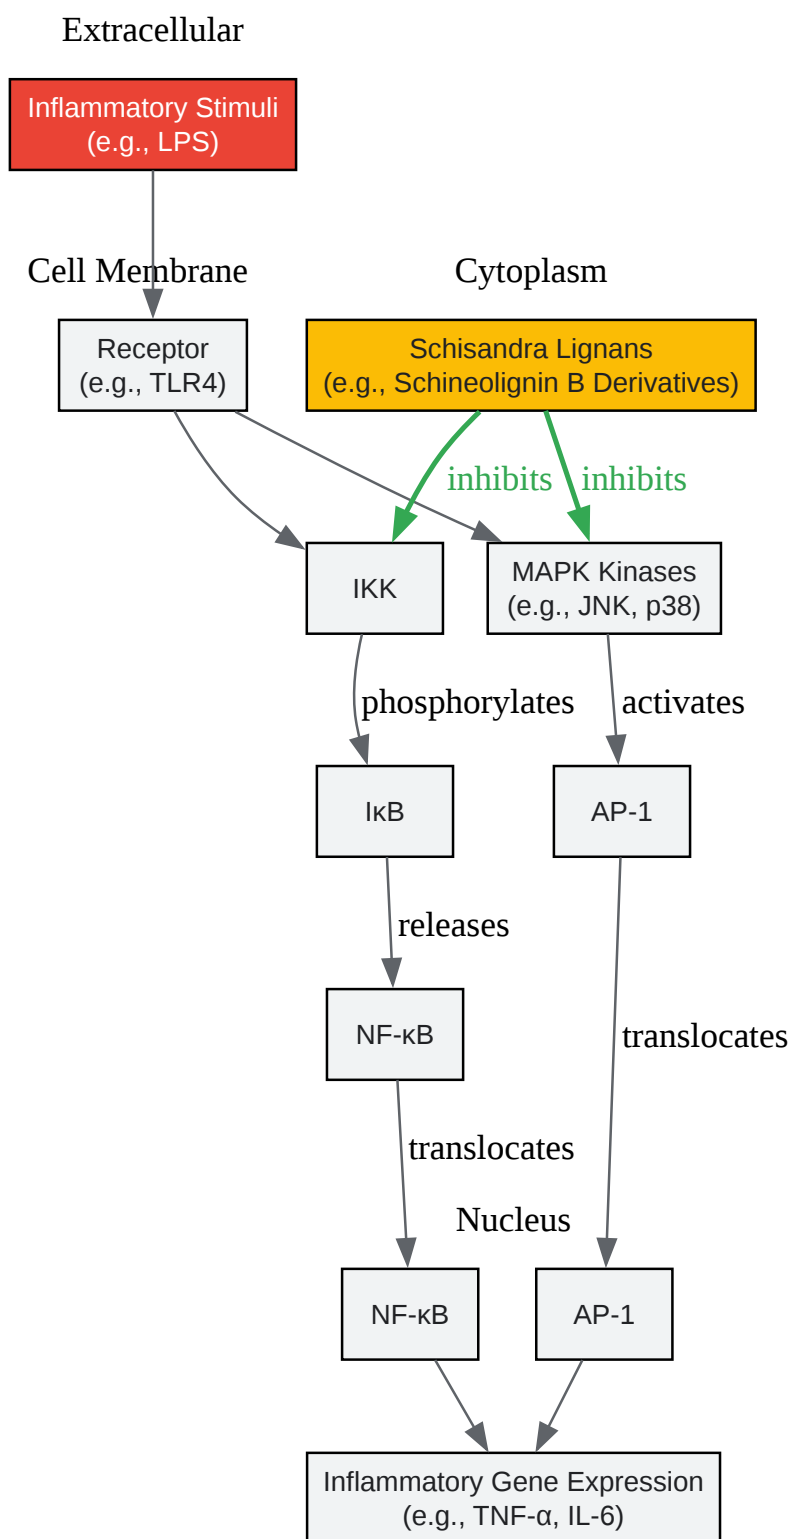 Extracellular
Inflammatory Stimuli
(e.g., LPS)
Cell Membrane
Cytoplasm
Receptor
(e.g., TLR4)
Schisandra Lignans
(e.g., Schineolignin B Derivatives)
inhibits
inhibits
IKK
MAPK Kinases
(e.g., JNK, p38)
phosphorylates
activates
IκB
AP-1
releases
NF-κB
translocates
translocates
Nucleus
NF-κB
AP-1
Inflammatory Gene Expression
(e.g., TNF-α, IL-6)